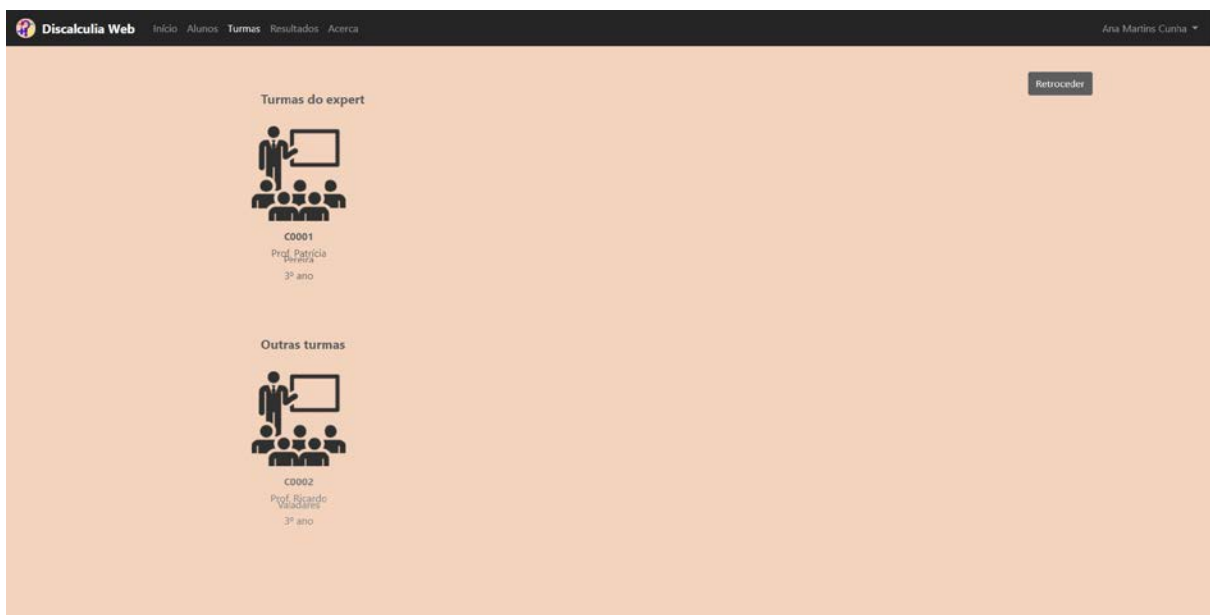 Discalculia Web Início Alunos Turmas Resultados Acerca Ana Martins Cunha
Retroceder
Turmas do expert
C0001
Prof. Patrícia
Pereira
3º ano
Outras turmas
C0002
Prof. Ricardo
Valadares
3º ano